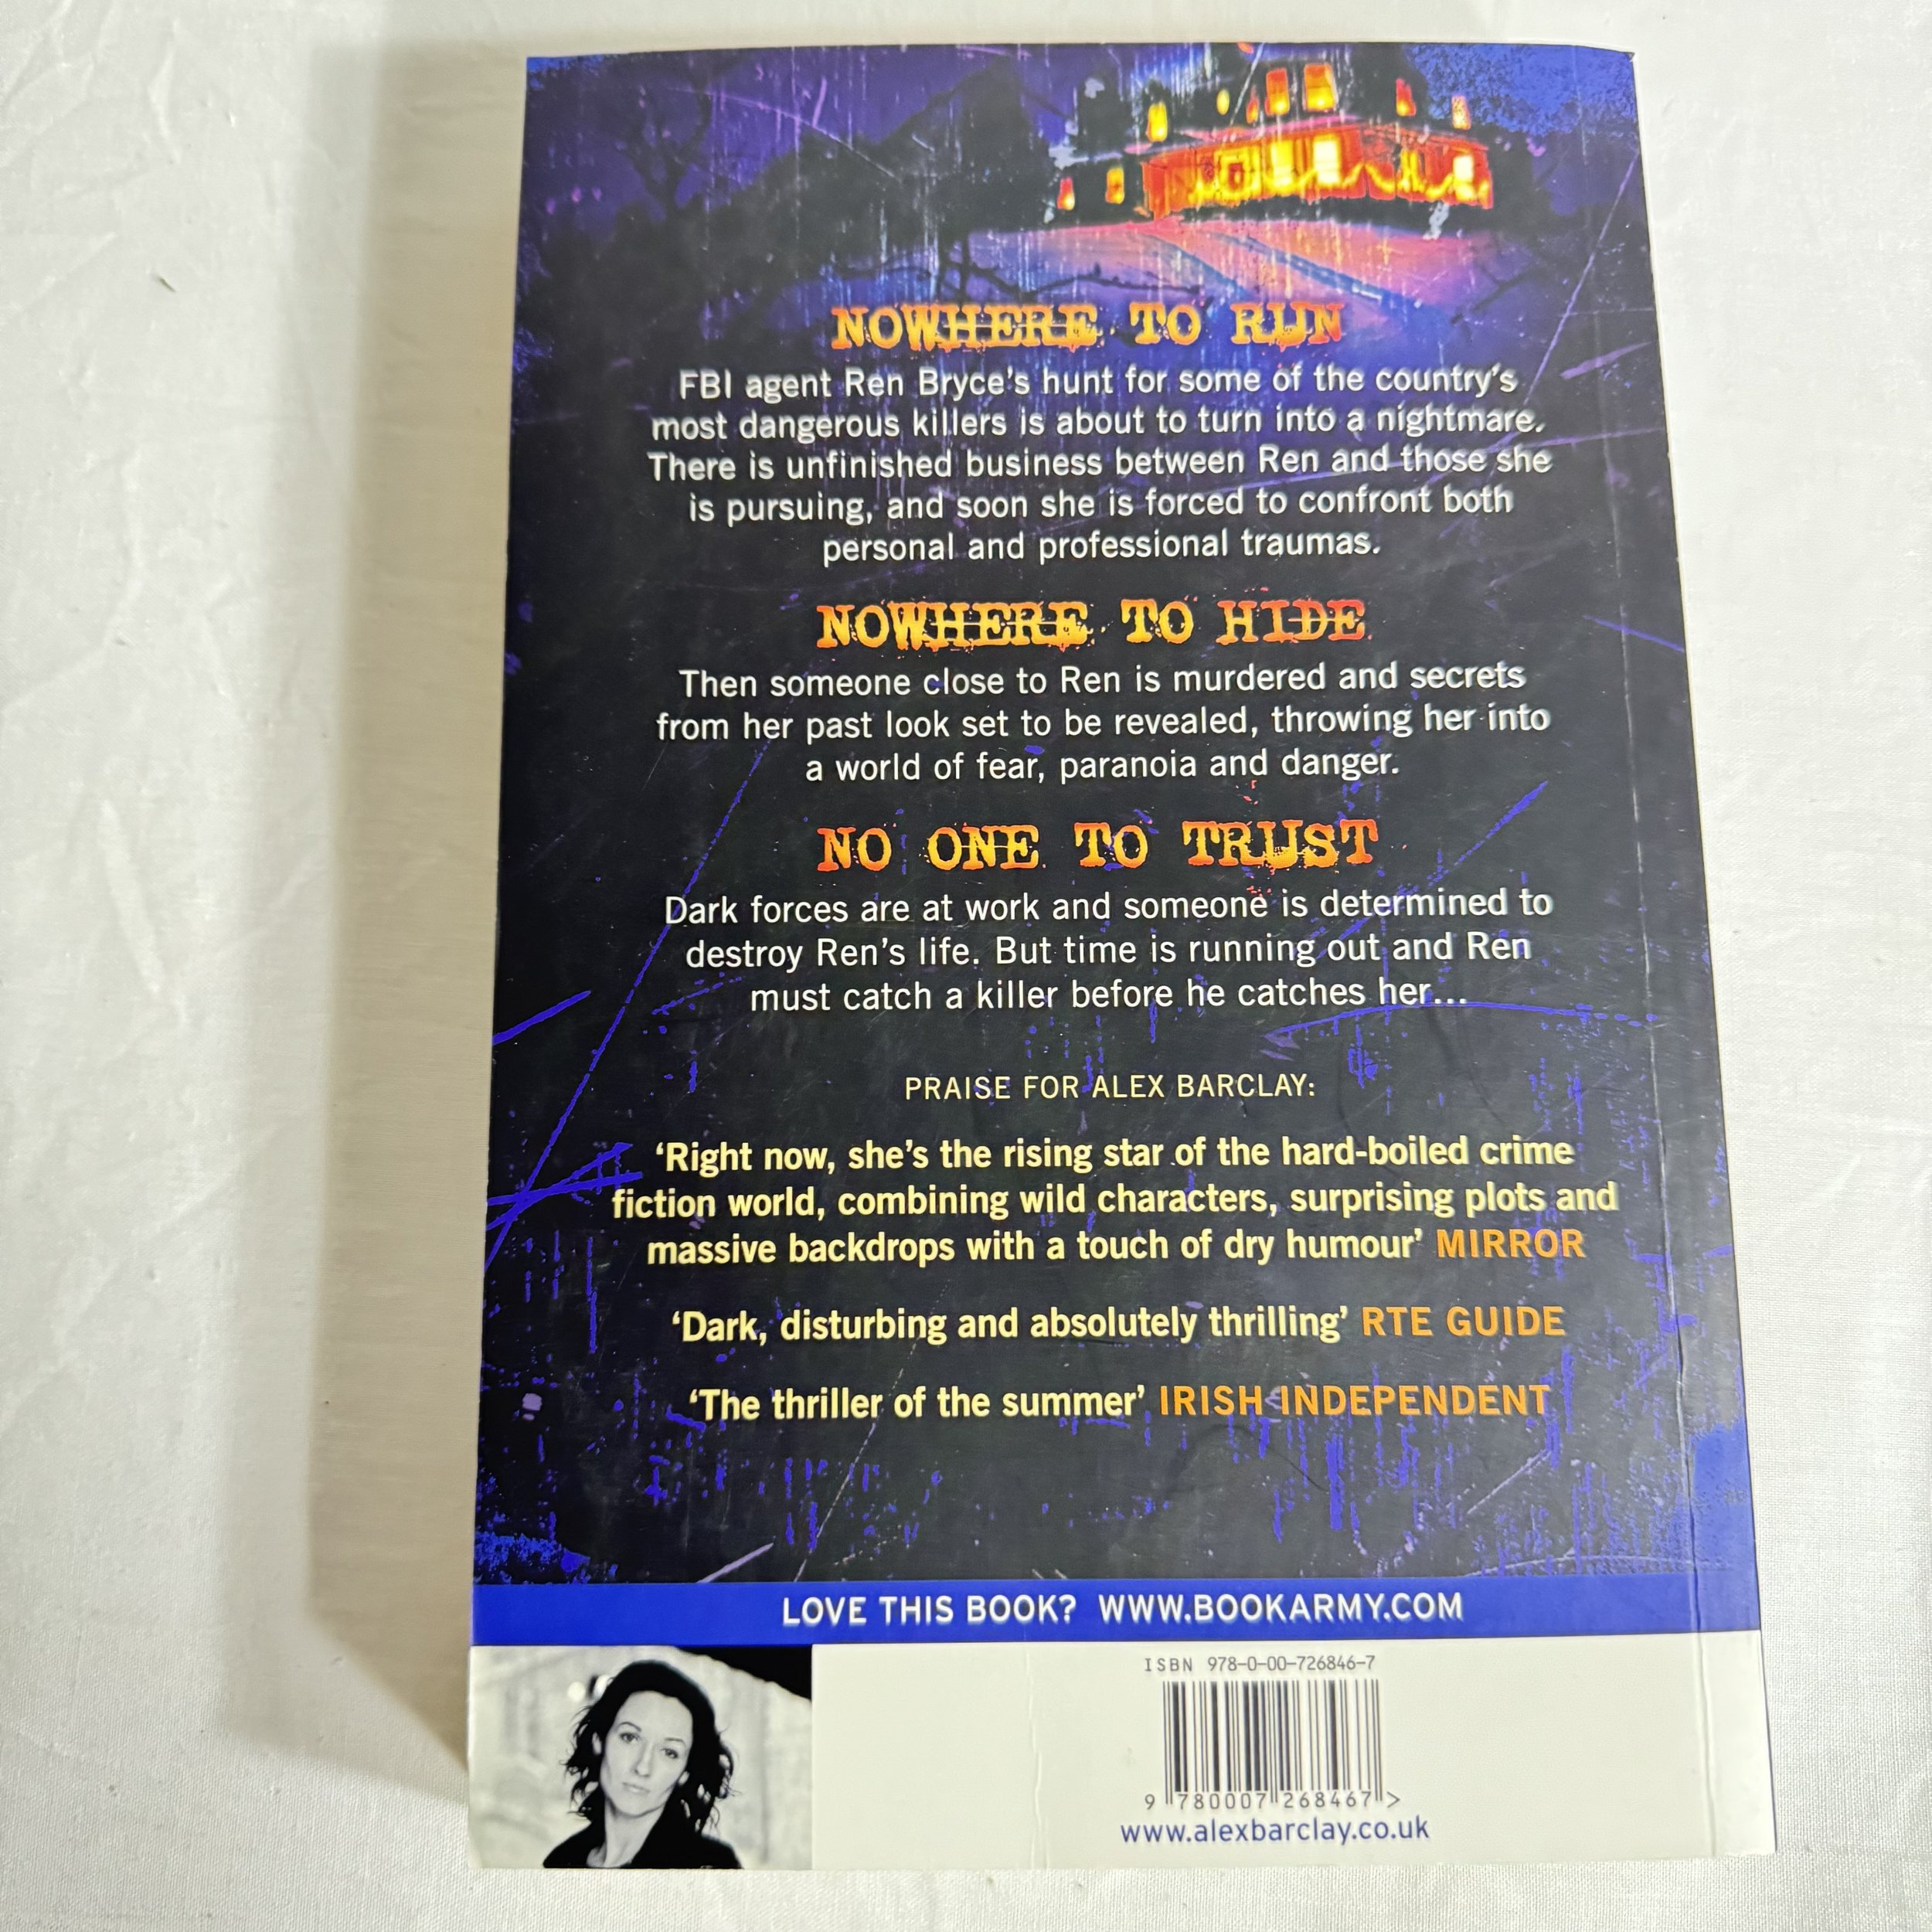 NOWHERE TO RUN
FBI agent Ren Bryce's hunt for some of the country's
most dangerous killers is about to turn into a nightmare.
There is unfinished business between Ren and those she
is pursuing, and soon she is forced to confront both
personal and professional traumas.
NOWHERE TO HIDE
Then someone close to Ren is murdered and secrets
from her past look set to be revealed, throwing her into
a world of fear, paranoia and danger.
NO ONE TO TRUST
Dark forces are at work and someone is determined to
destroy Ren's life. But time is running out and Ren
must catch a killer before he catches her...
PRAISE FOR ALEX BARCLAY:
'Right now, she's the rising star of the hard-boiled crime
fiction world, combining wild characters, surprising plots and
massive backdrops with a touch of dry humour' MIRROR
'Dark, disturbing and absolutely thrilling' RTE GUIDE
'The thriller of the summer' IRISH INDEPENDENT
LOVE THIS BOOK? WWW.BOOKARMY.COM
ISBN 978-0-00-726846-7
9 780007 268467 >
www.alexbarclay.co.uk